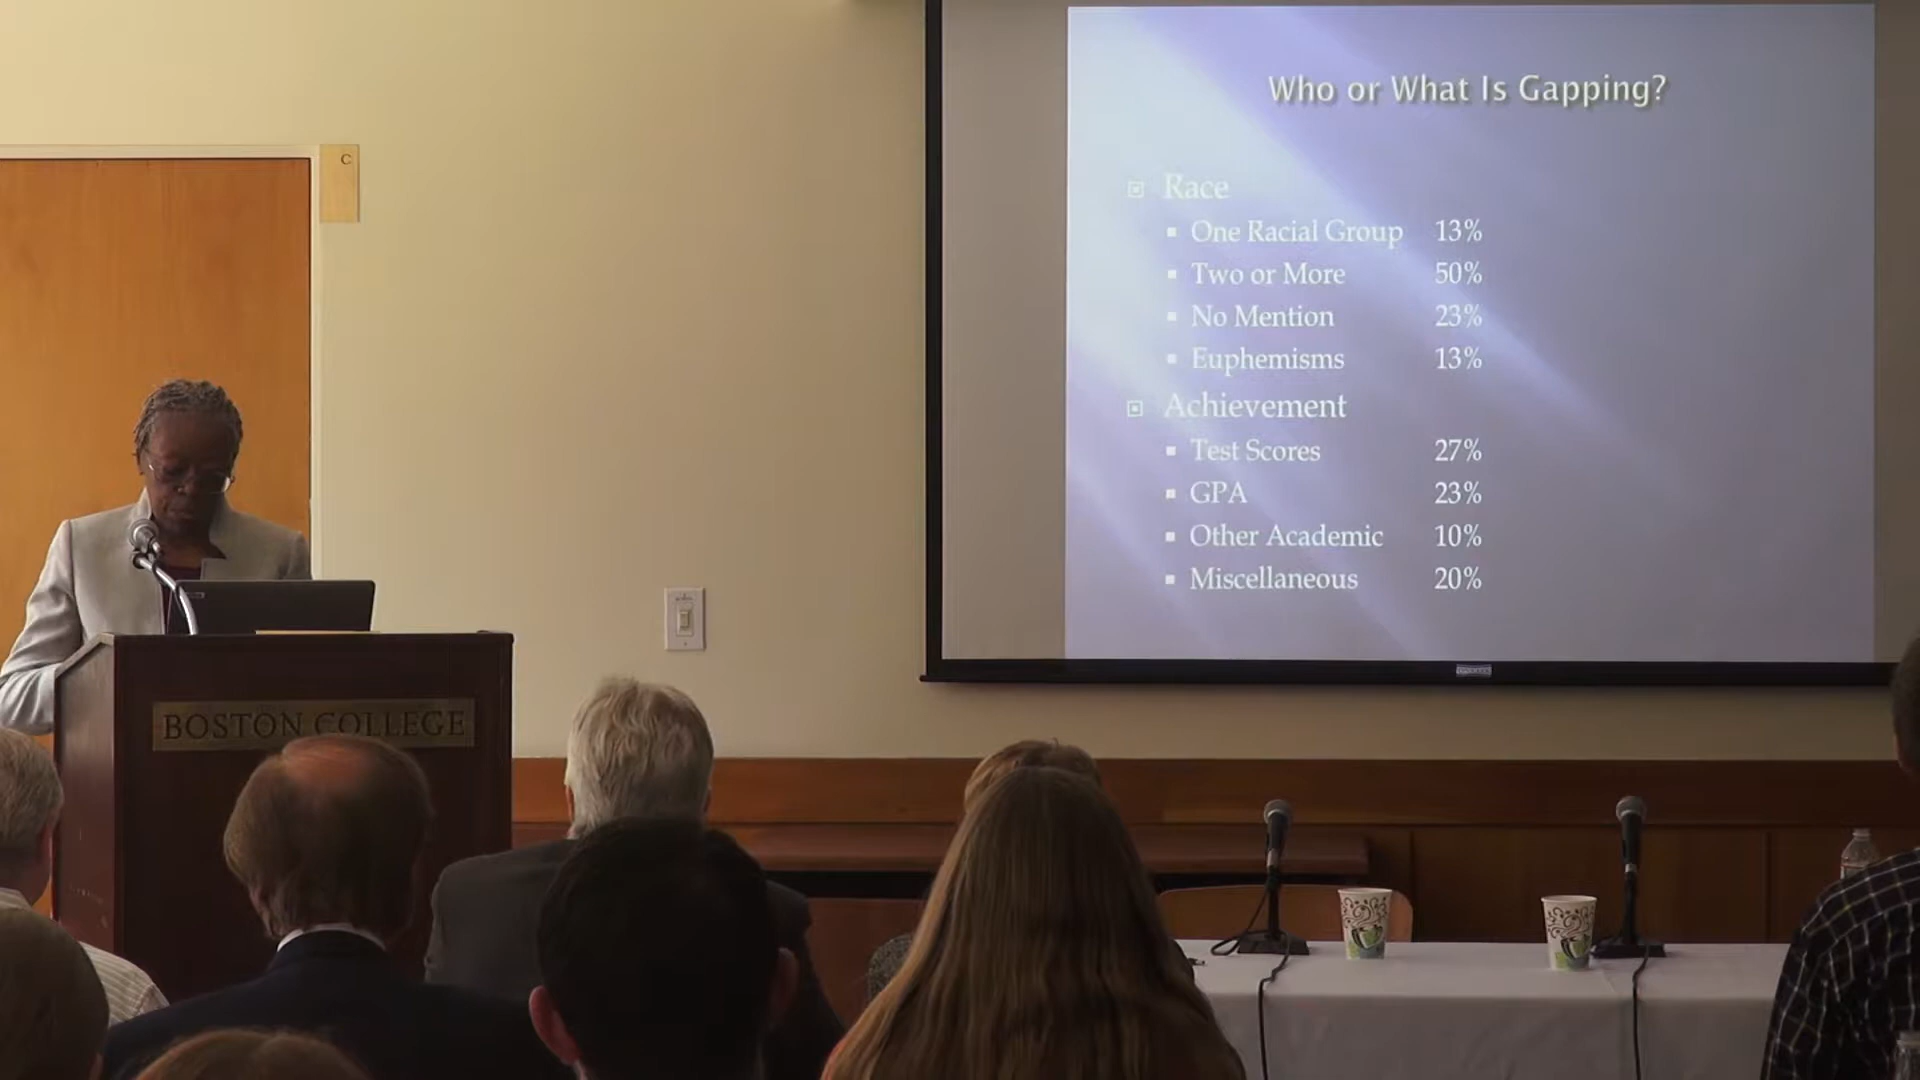 Who or What Is Gapping?
Race
One Racial Group 13%
Two or More 50%
No Mention 23%
Euphemisms 13%
Achievement
Test Scores 27%
GPA 23%
Other Academic 10%
Miscellaneous 20%
C
BOSTON COLLEGE